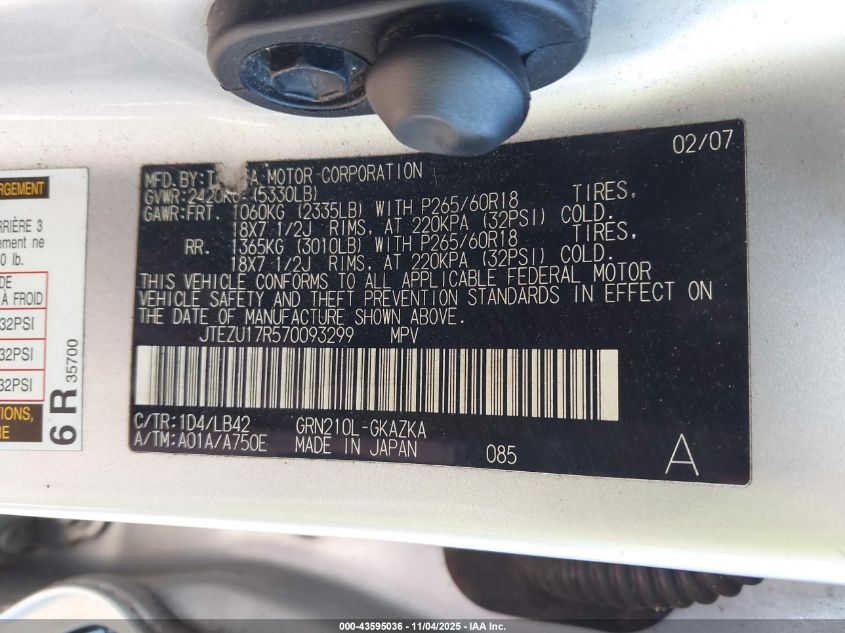 02/07
MFD.BY: MOTOR CORPORATION
GVWR:2420KG (5330LB)
GAWR:FRT. 1060KG (2335LB) WITH P265/60R18 TIRES,
18X7 1/2J RIMS, AT 220KPA (32PSI) COLD.
RR. 1365KG (3010LB) WITH P265/60R18 TIRES,
18X7 1/2J RIMS, AT 220KPA (32PSI) COLD.
THIS VEHICLE CONFORMS TO ALL APPLICABLE FEDERAL MOTOR
VEHICLE SAFETY AND THEFT PREVENTION STANDARDS IN EFFECT ON
THE DATE OF MANUFACTURE SHOWN ABOVE.
JTEZU17R570093299 MPV
C/TR:1D4/LB42 GRN210L-GKAZKA
A/TM:A01A/A750E MADE IN JAPAN 085 A
RGEMENT
RRIÈRE 3
ement ne
0 lb.
DE
À FROID
32PSI
32PSI
32PSI
TIONS,
RE
6R 35700
000-43595036 - 11/04/2025 - IAA Inc.